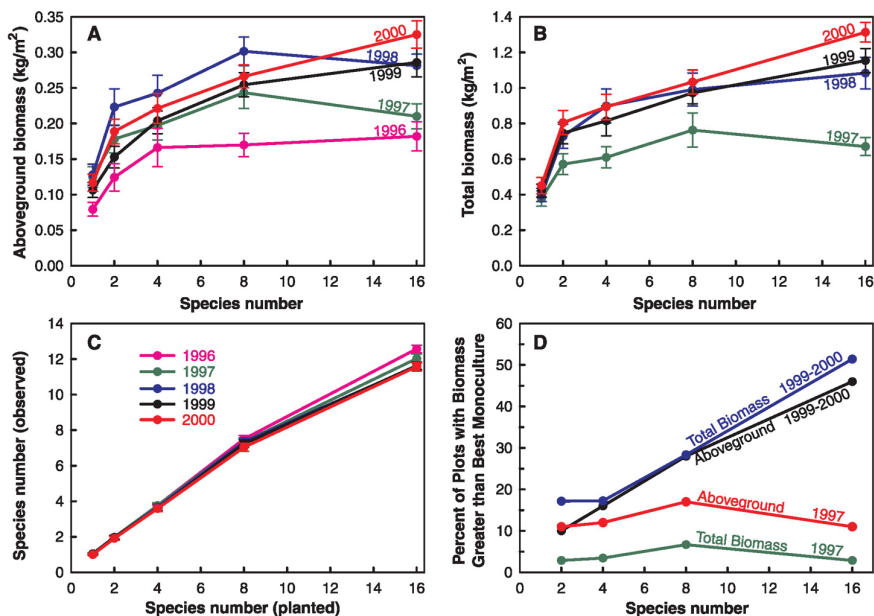 A
Aboveground biomass (kg/m²)
0.35
0.30
0.25
0.20
0.15
0.10
0.05
0.00
2000
1998
1999
1997
1996
0 2 4 6 8 10 12 14 16
Species number
B
Total biomass (kg/m²)
1.4
1.2
1.0
0.8
0.6
0.4
0.2
0.0
2000
1999
1998
1997
0 2 4 6 8 10 12 14 16
Species number
C
Species number (observed)
14
12
10
8
6
4
2
0
1996
1997
1998
1999
2000
0 2 4 6 8 10 12 14 16
Species number (planted)
D
Percent of Plots with Biomass
Greater than Best Monoculture
60
50
40
30
20
10
0
Total Biomass 1999-2000
Aboveground 1999-2000
Aboveground 1997
Total Biomass 1997
0 2 4 6 8 10 12 14 16
Species number